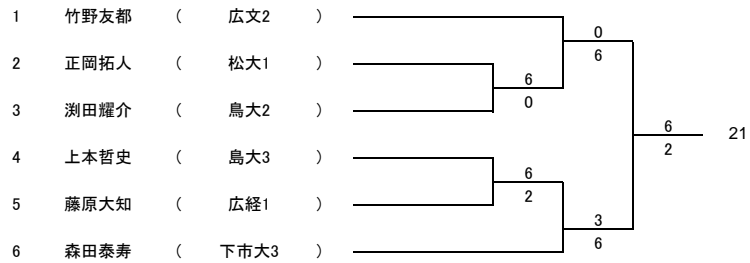 1 竹野友都 ( 広文2 )
0
6
2 正岡拓人 ( 松大1 )
6
0
3 渕田耀介 ( 鳥大2 )
6
2
21
4 上本哲史 ( 島大3 )
6
2
5 藤原大知 ( 広経1 )
3
6
6 森田泰寿 ( 下市大3 )